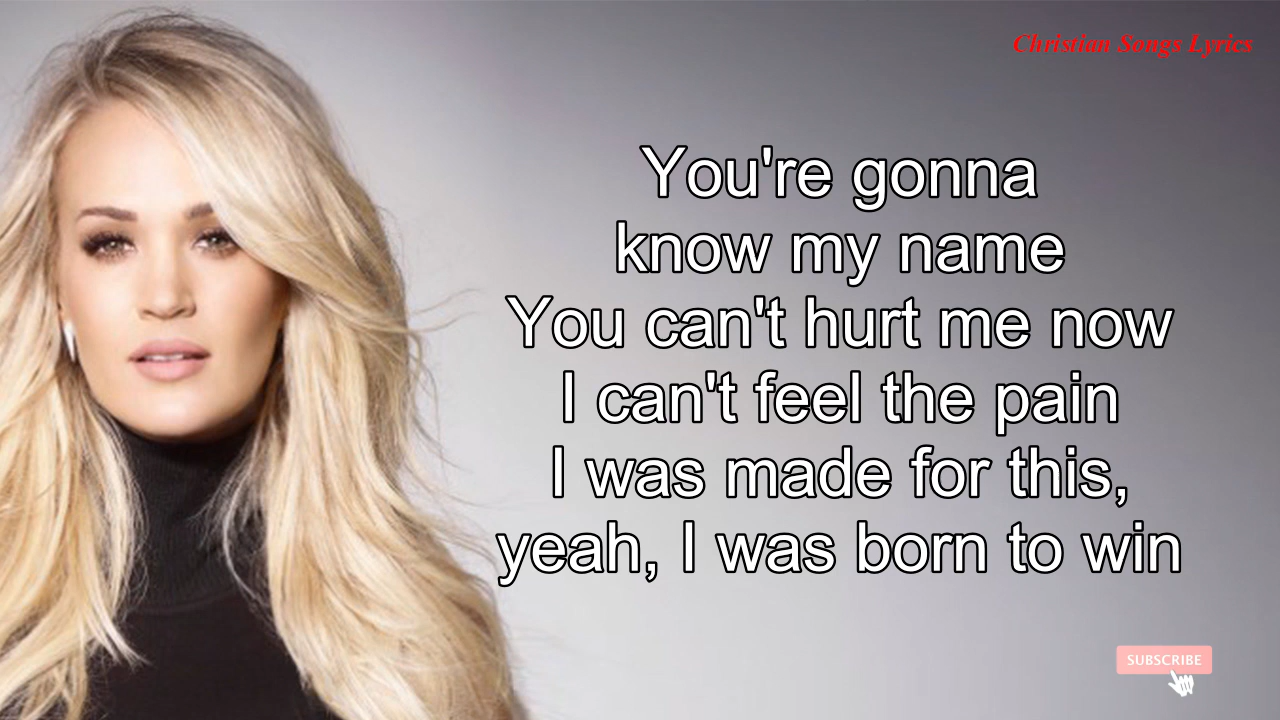 Christian Songs Lyrics
You're gonna
know my name
You can't hurt me now
I can't feel the pain
I was made for this,
yeah, I was born to win
SUBSCRIBE